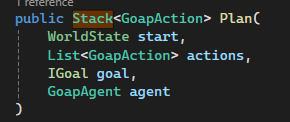 1 reference
public Stack<GoapAction> Plan(
WorldState start,
List<GoapAction> actions,
IGoal goal,
GoapAgent agent
)